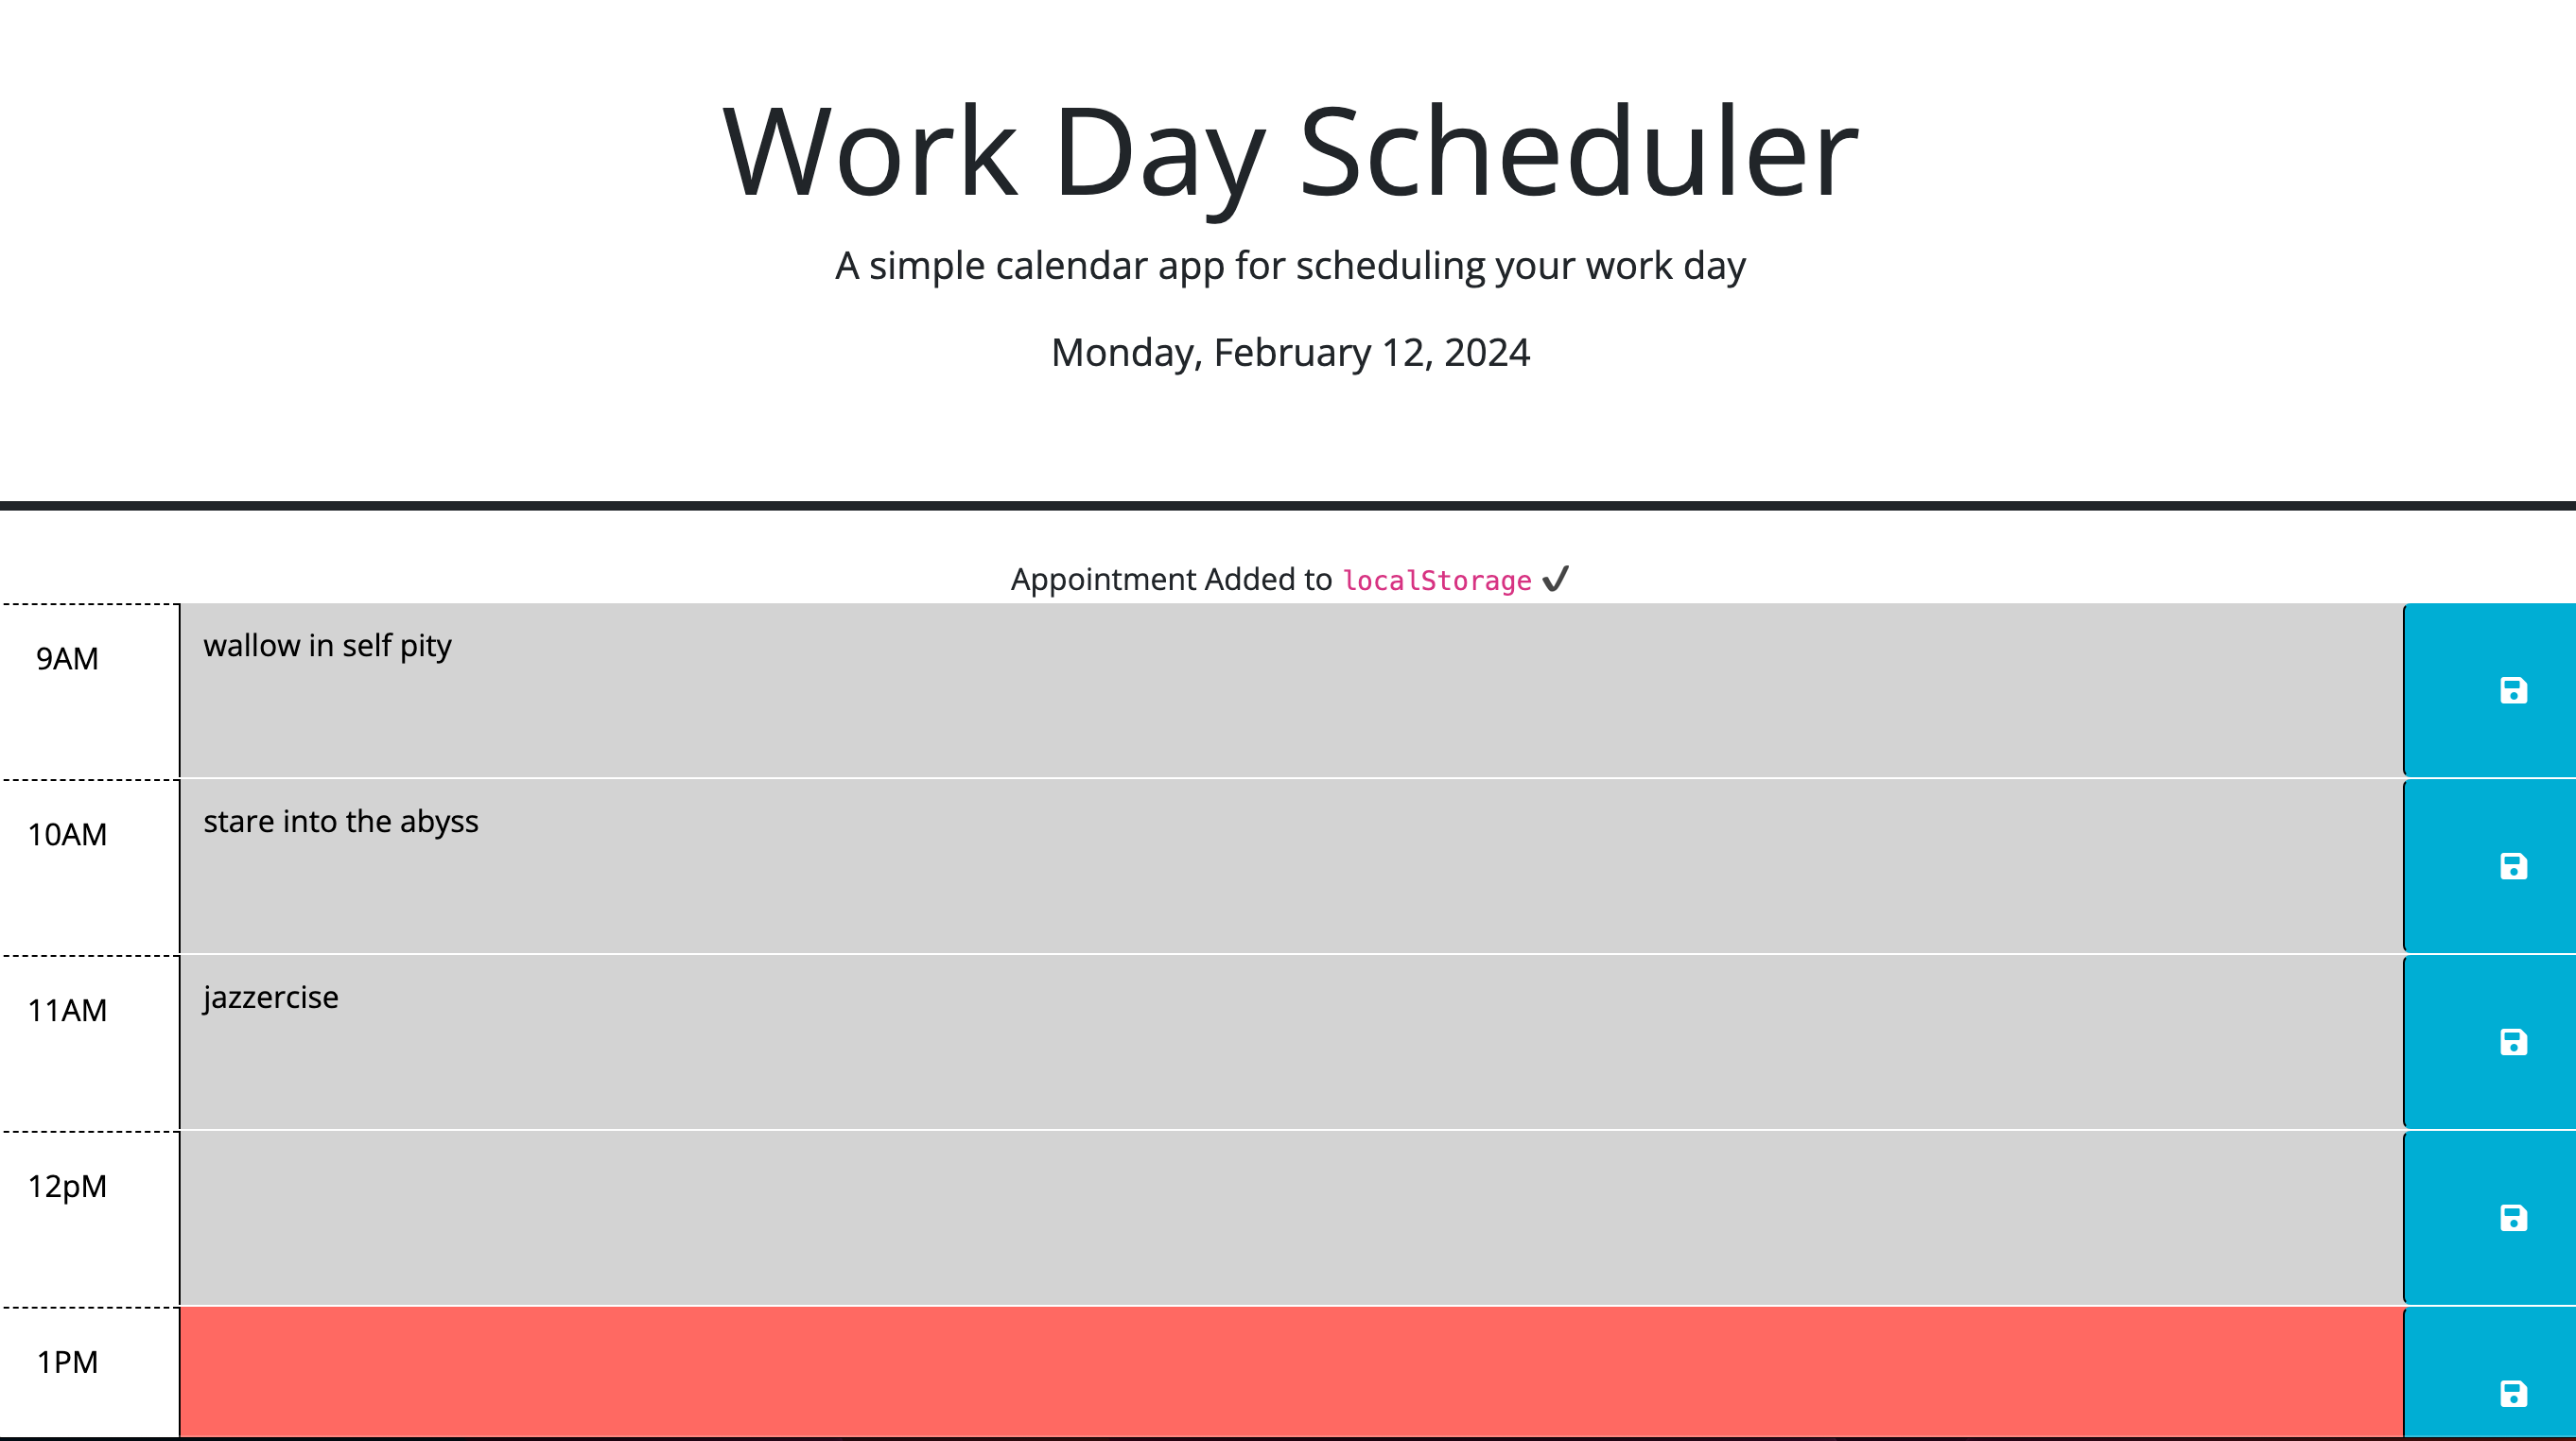 Work Day Scheduler
A simple calendar app for scheduling your work day
Monday, February 12, 2024
Appointment Added to localStorage ✔
9AM
wallow in self pity
10AM
stare into the abyss
11AM
jazzercise
12pM
1PM